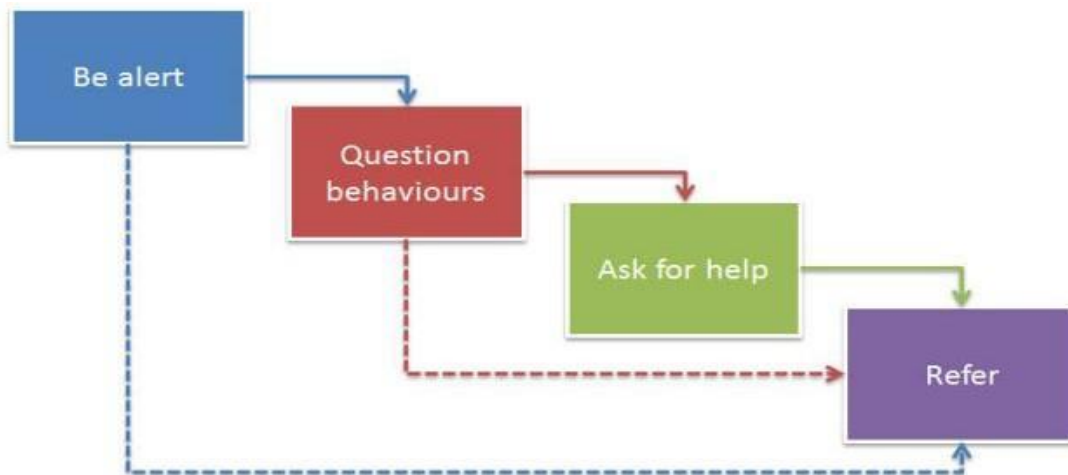 Be alert
Question
behaviours
Ask for help
Refer